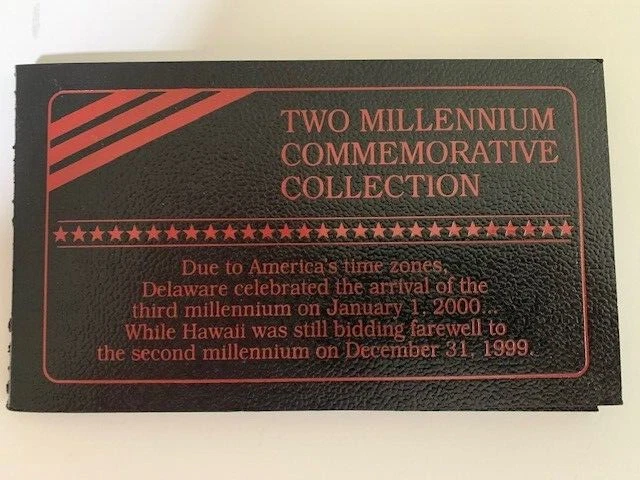 TWO MILLENNIUM
COMMEMORATIVE
COLLECTION
Due to America's time zones,
Delaware celebrated the arrival of the
third millennium on January 1, 2000...
While Hawaii was still bidding farewell to
the second millennium on December 31, 1999.